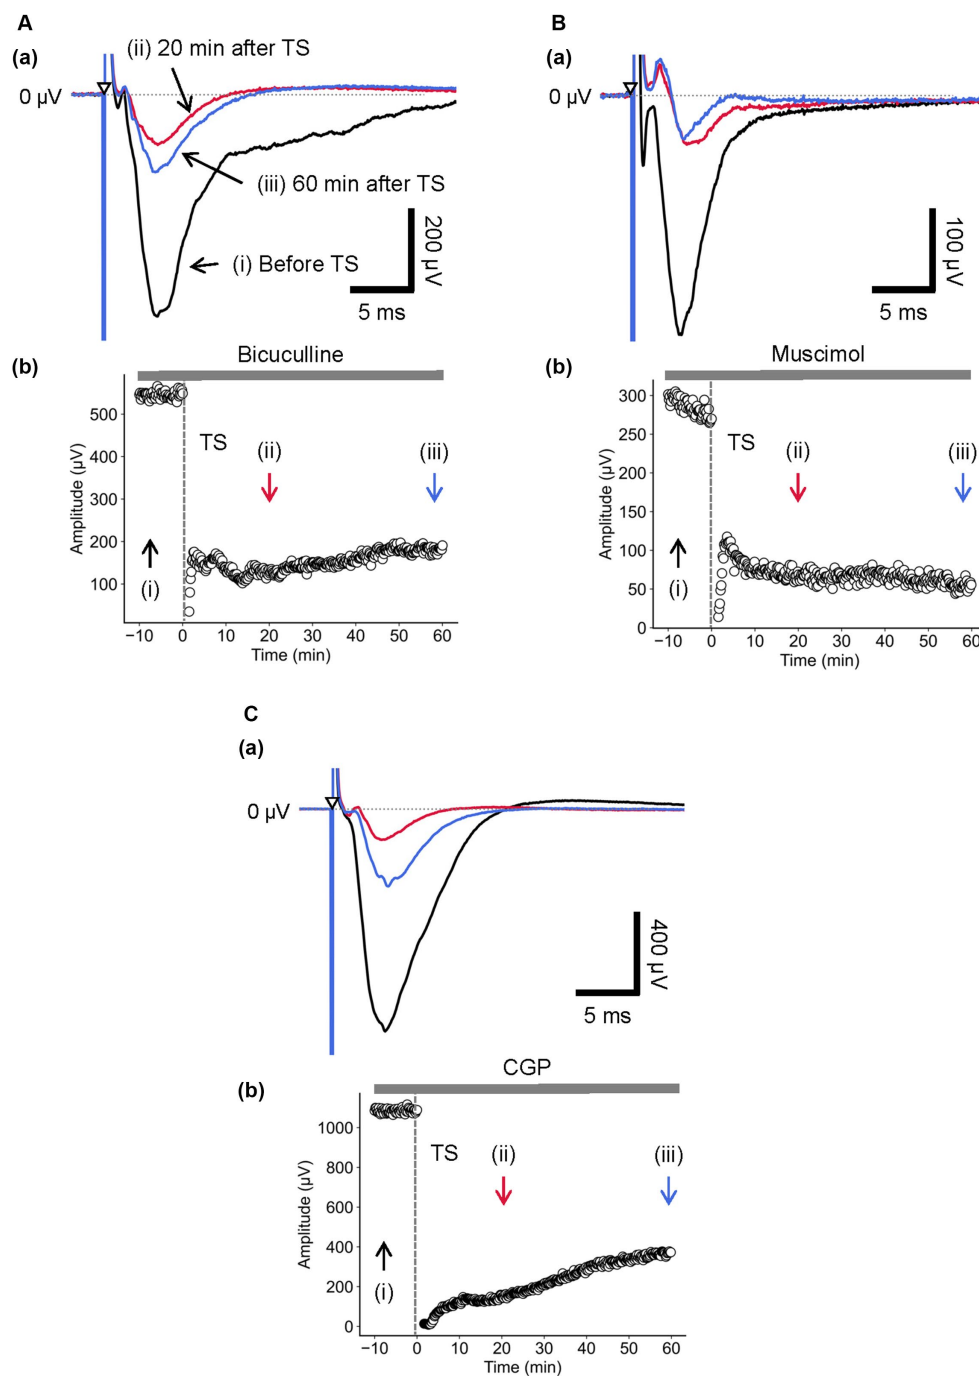 A
(a)
(ii) 20 min after TS
0 µV
(iii) 60 min after TS
(i) Before TS
200 µV
5 ms
B
(a)
0 µV
100 µV
5 ms
(b)
Bicuculline
500
400
300
200
100
Amplitude (µV)
TS
(i)
(ii)
(iii)
−10 0 10 20 30 40 50 60
Time (min)
(b)
Muscimol
300
250
200
150
100
50
0
Amplitude (µV)
TS
(i)
(ii)
(iii)
−10 0 10 20 30 40 50 60
Time (min)
C
(a)
0 µV
400 µV
5 ms
(b)
CGP
1000
800
600
400
200
0
Amplitude (µV)
TS
(i)
(ii)
(iii)
−10 0 10 20 30 40 50 60
Time (min)